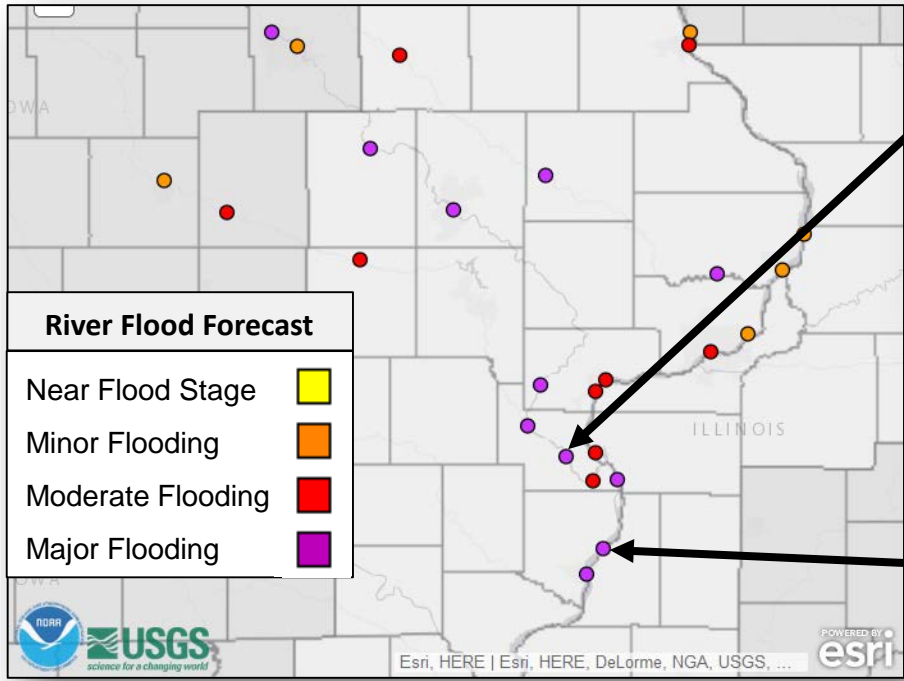 OWA
River Flood Forecast
Near Flood Stage
Minor Flooding
Moderate Flooding
Major Flooding
ILLINOIS
OWA
NOAA
USGS
science for a changing world
Esri, HERE | Esri, HERE, DeLorme, NGA, USGS, ...
POWERED BY
esri